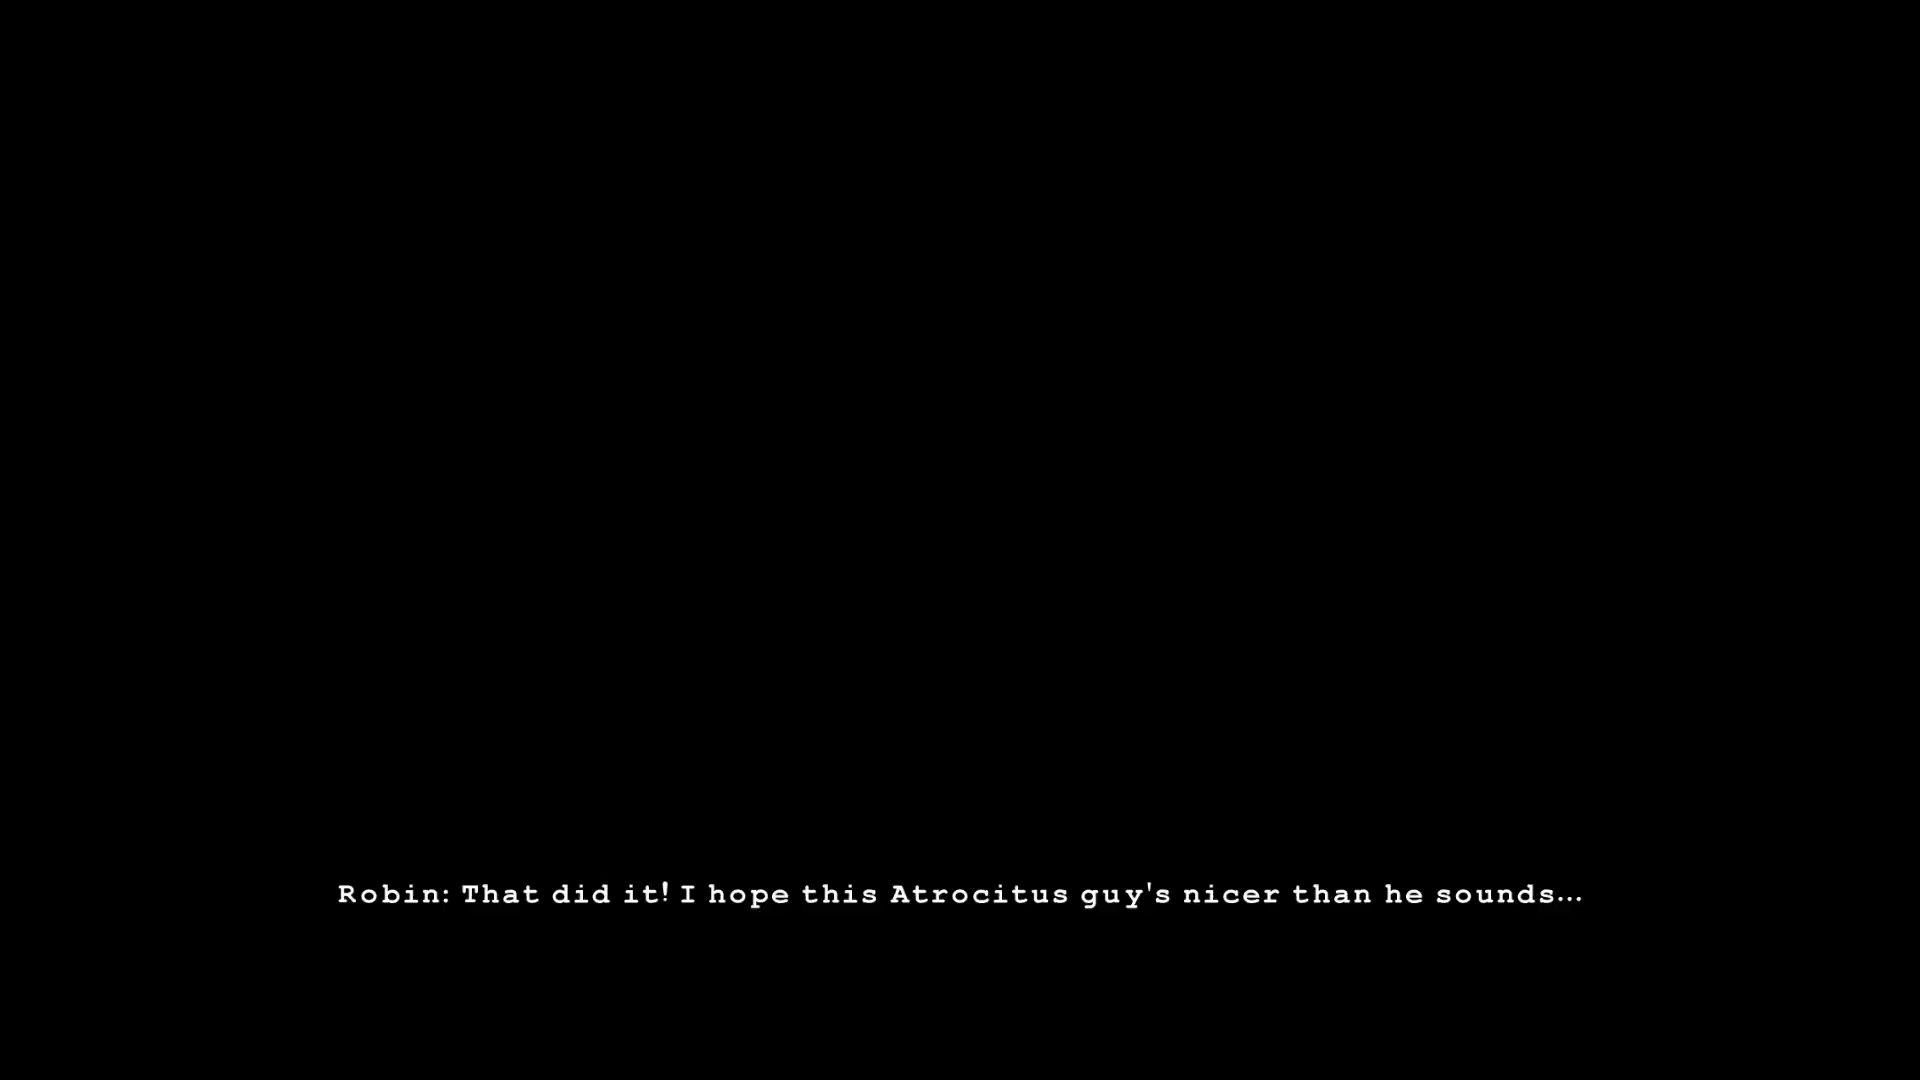 Robin: That did it! I hope this Atrocitus guy's nicer than he sounds...